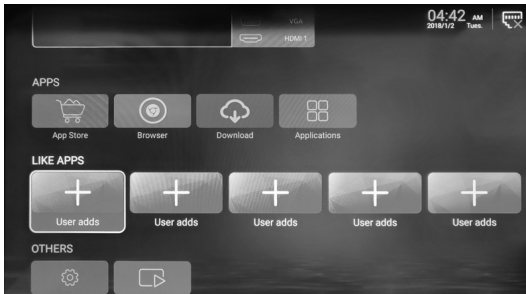 VGA
HDMI 1
04:42 AM
2018/1/2 Tues.
APPS
App Store Browser Download Applications
LIKE APPS
User adds User adds User adds User adds User adds
OTHERS